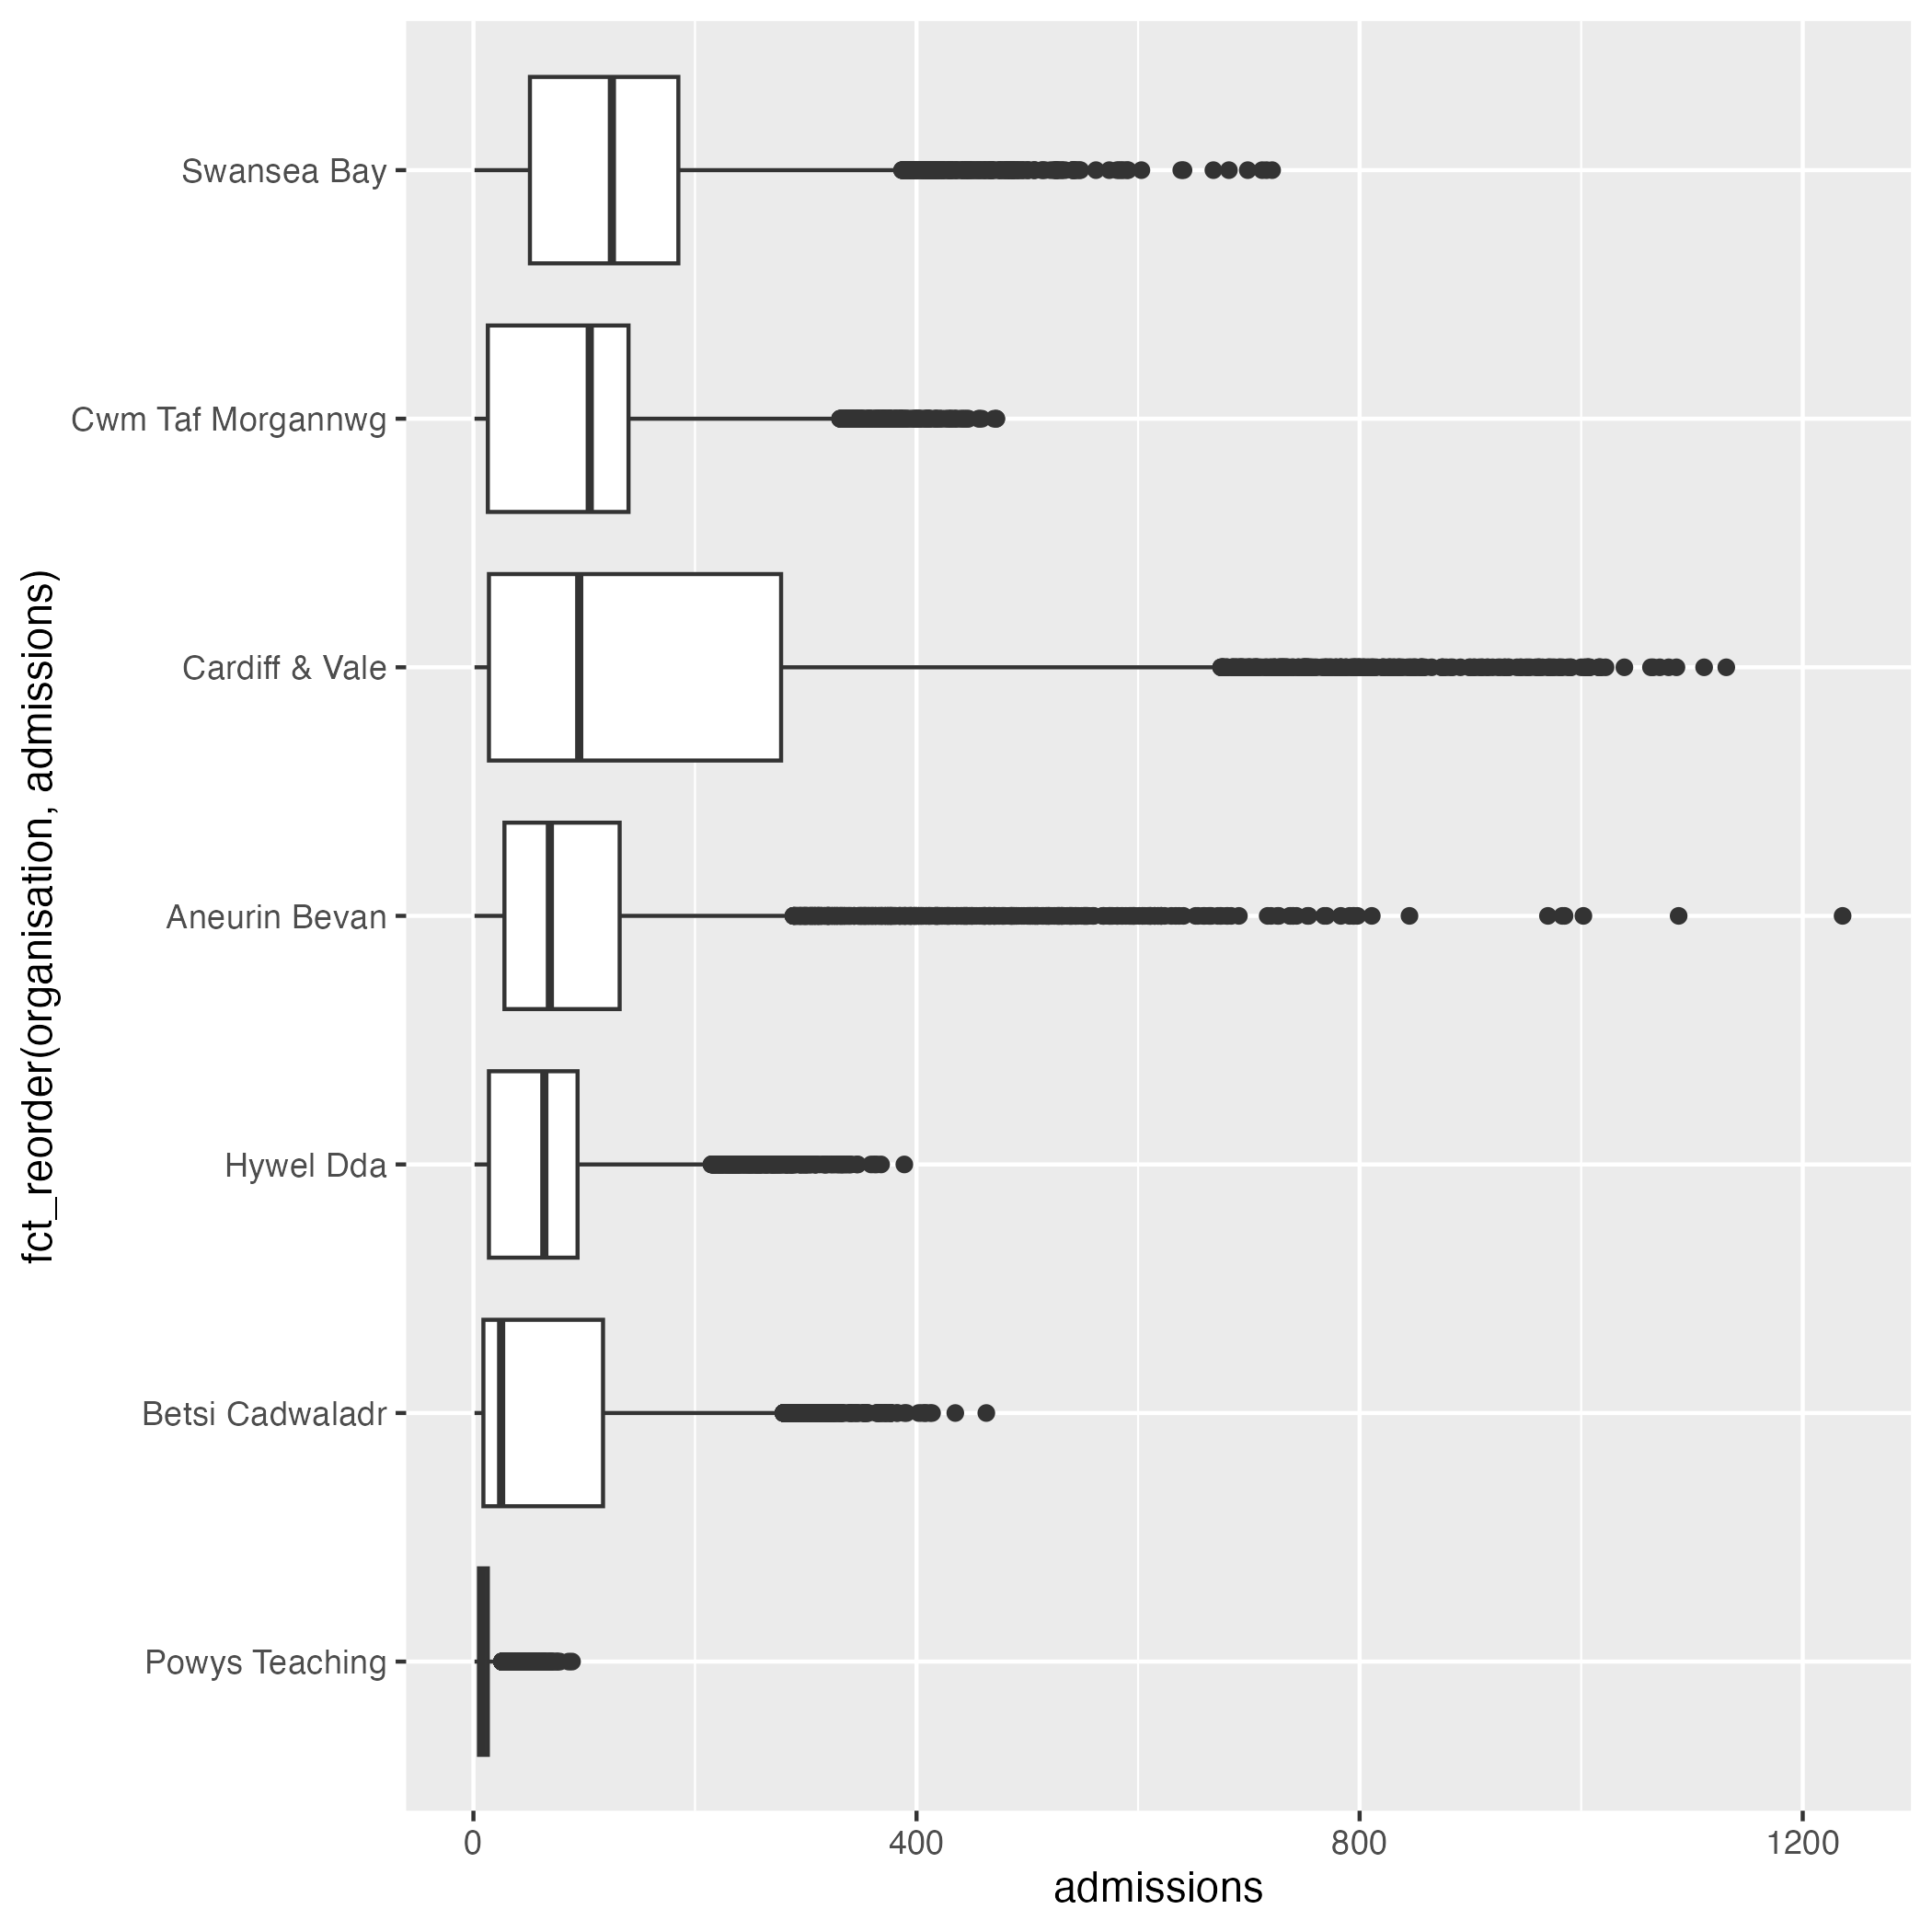 fct_reorder(organisation, admissions)
Swansea Bay
Cwm Taf Morgannwg
Cardiff & Vale
Aneurin Bevan
Hywel Dda
Betsi Cadwaladr
Powys Teaching
0 400 800 1200
admissions